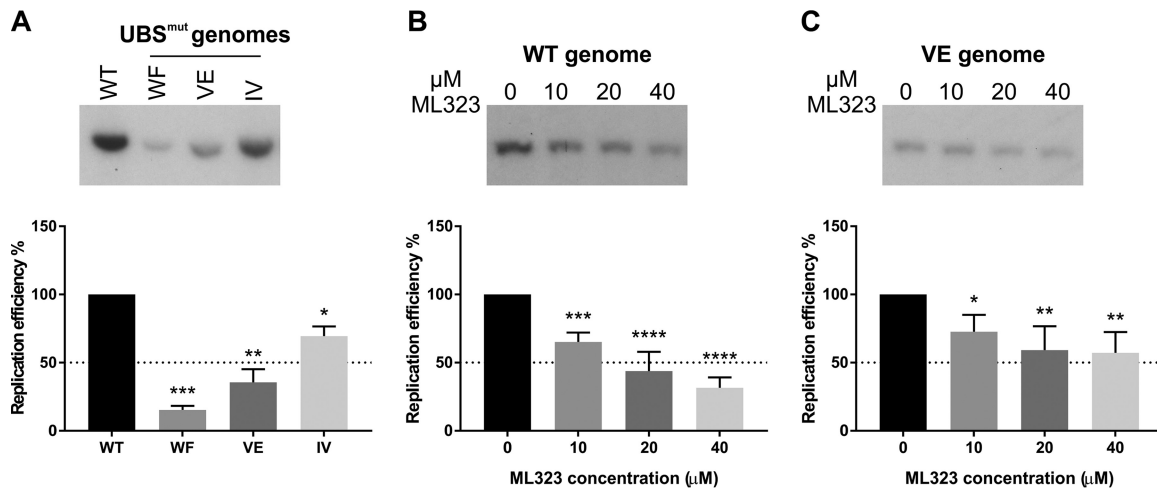 A
UBSmut genomes
WT WF VE IV
Replication efficiency %
150
100
50
0
***
**
*
WT WF VE IV
B
WT genome
µM ML323
0 10 20 40
Replication efficiency %
150
100
50
0
***
****
****
0 10 20 40
ML323 concentration (µM)
C
VE genome
µM ML323
0 10 20 40
Replication efficiency %
150
100
50
0
*
**
**
0 10 20 40
ML323 concentration (µM)